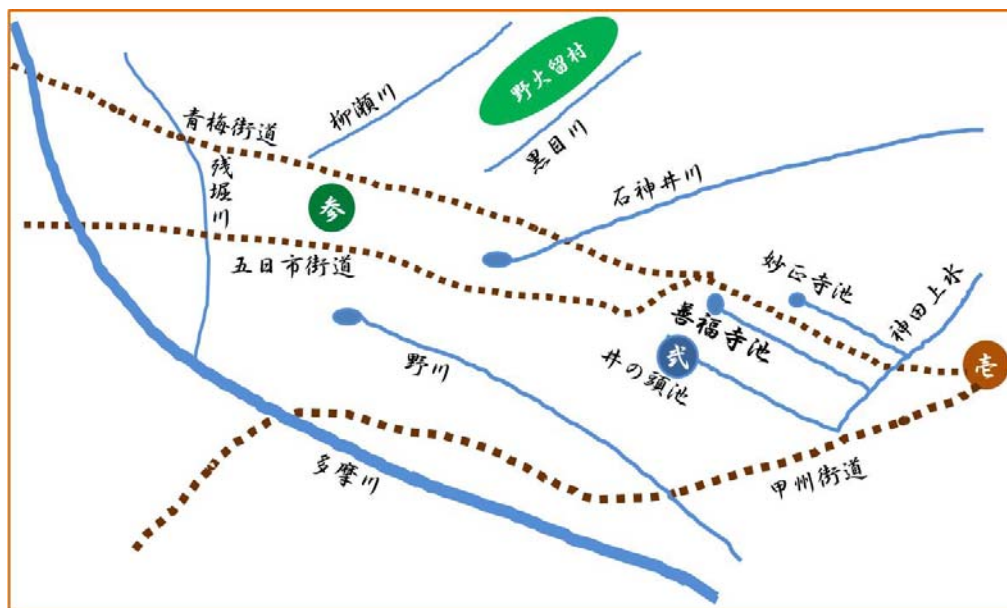 野火留村
柳瀬川
黒目川
青梅街道
残堀川
石神井川
参
五日市街道
妙正寺池
神田上水
善福寺池
弐
井の頭池
壱
野川
多摩川
甲州街道